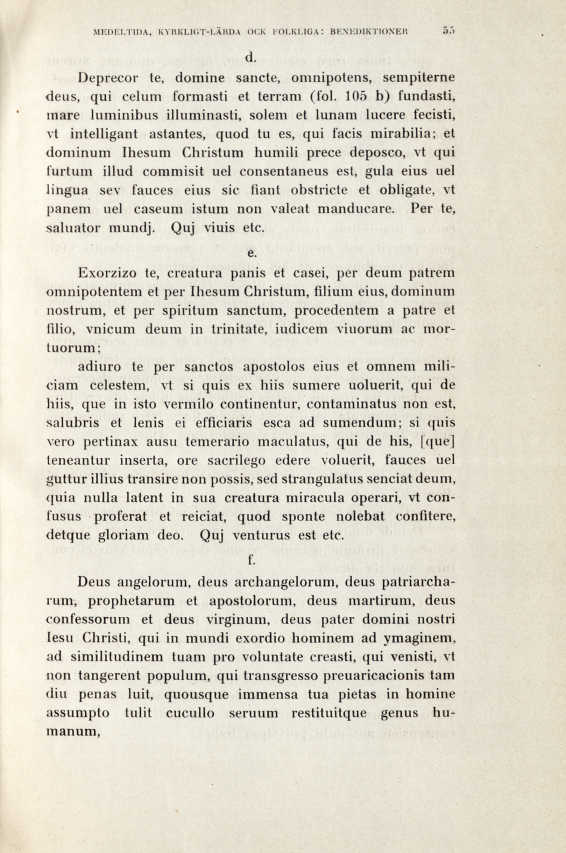 MEDELTIDA, KYRKLIGT-LÄRDA OCK FOLKLIGA: BENEDIKTIONER 55
d.
Deprecor te, domine sancte, omnipotens, sempiterne
deus, qui celum formasti et terram (fol. 105 b) fundasti,
mare luminibus illuminasti, solem et lunam lucere fecisti,
vt intelligant astantes, quod tu es, qui facis mirabilia; et
dominum Ihesum Christum humili prece deposco, vt qui
furtum illud commisit uel consentaneus est, gula eius uel
lingua sev fauces eius sic fiant obstricte et obligate, vt
panem uel caseum istum non valeat manducare. Per te,
saluator mundj. Quj viuis etc.
e.
Exorzizo te, creatura panis et casei, per deum patrem
omnipotentem et per Ihesum Christum, filium eius, dominum
nostrum, et per spiritum sanctum, procedentem a patre et
filio, vnicum deum in trinitate, iudicem viuorum ac mor-
tuorum;
adiuro te per sanctos apostolos eius et omnem mili-
ciam celestem, vt si quis ex hiis sumere uoluerit, qui de
hiis, que in isto vermilo continentur, contaminatus non est,
salubris et lenis ei efficiaris esca ad sumendum; si quis
vero pertinax ausu temerario maculatus, qui de his, [que]
teneantur inserta, ore sacrilego edere voluerit, fauces uel
guttur illius transire non possis, sed strangulatus senciat deum,
quia nulla latent in sua creatura miracula operari, vt con-
fusus proferat et reiciat, quod sponte nolebat confitere,
detque gloriam deo. Quj venturus est etc.
f.
Deus angelorum, deus archangelorum, deus patriarcha-
rum, prophetarum et apostolorum, deus martirum, deus
confessorum et deus virginum, deus pater domini nostri
Iesu Christi, qui in mundi exordio hominem ad ymaginem,
ad similitudinem tuam pro voluntate creasti, qui venisti, vt
non tangerent populum, qui transgresso preuaricacionis tam
diu penas luit, quousque immensa tua pietas in homine
assumpto tulit cucullo seruum restituitque genus hu-
manum,